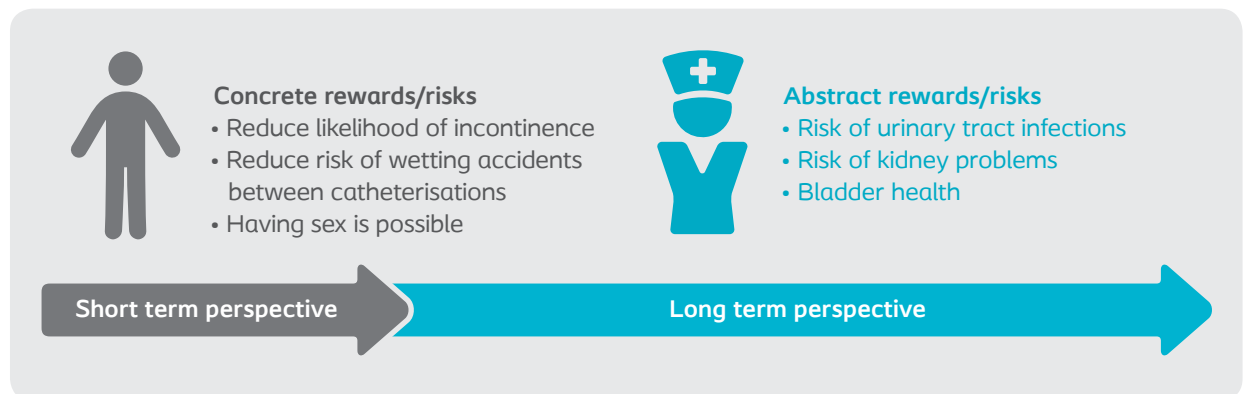 Concrete rewards/risks
• Reduce likelihood of incontinence
• Reduce risk of wetting accidents
between catheterisations
• Having sex is possible
Abstract rewards/risks
• Risk of urinary tract infections
• Risk of kidney problems
• Bladder health
Short term perspective
Long term perspective